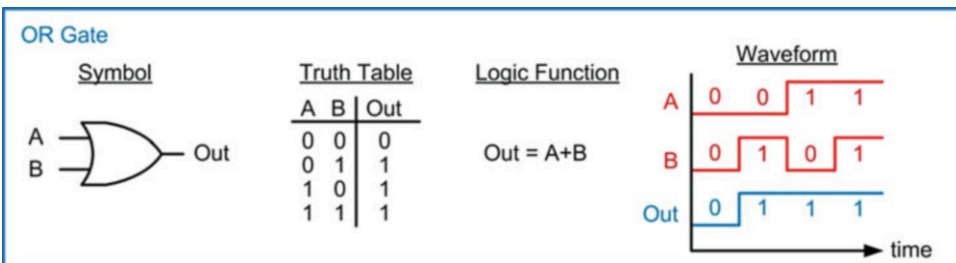 OR Gate
Symbol
A
B
Out
Truth Table
A B Out
0 0 0
0 1 1
1 0 1
1 1 1
Logic Function
Out = A+B
Waveform
A 0 0 1 1
B 0 1 0 1
Out 0 1 1 1
time